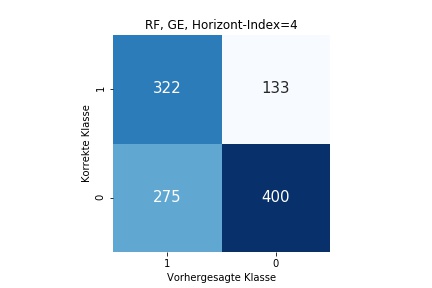 RF, GE, Horizont-Index=4
Korrekte Klasse
1
322
133
0
275
400
1
0
Vorhergesagte Klasse